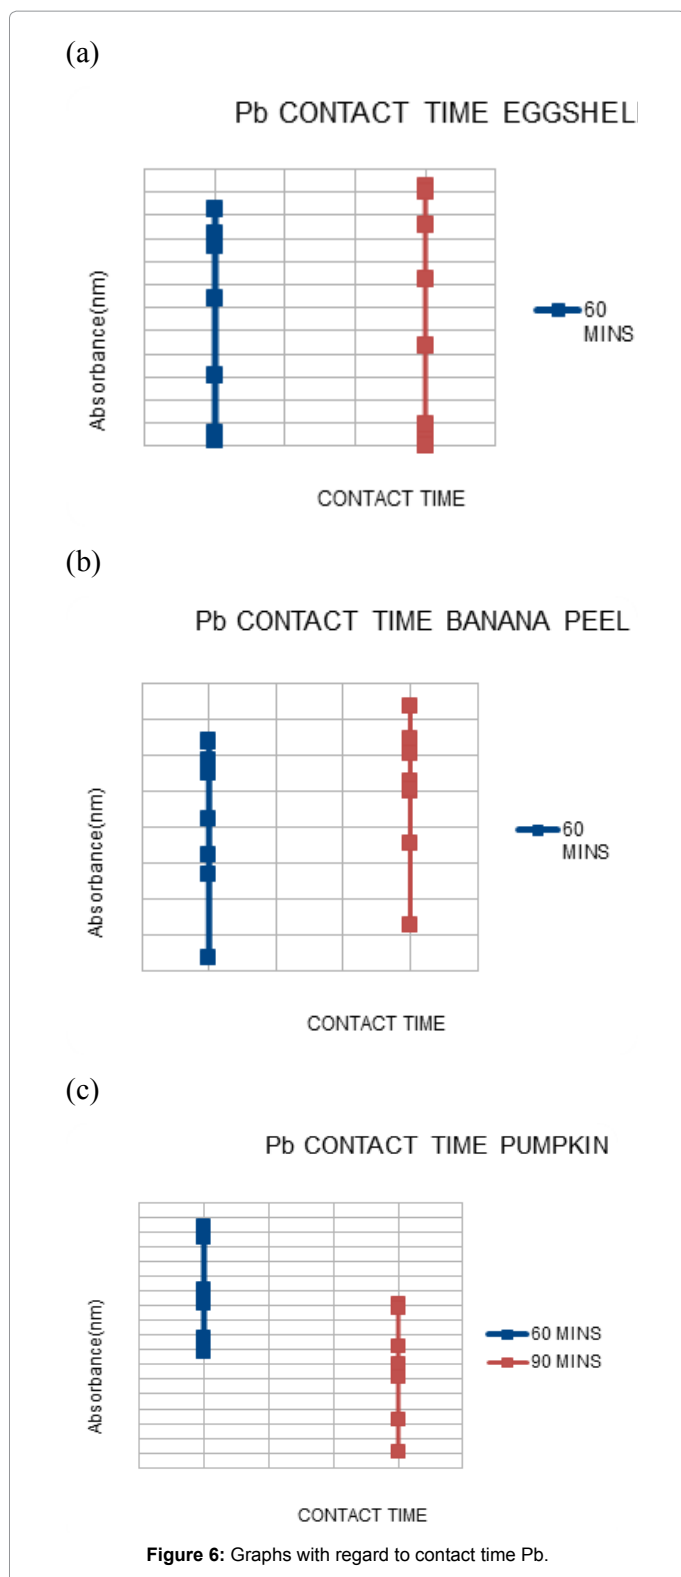 (a)
Pb CONTACT TIME EGGSHEL
Absorbance(nm)
60
MINS
CONTACT TIME
(b)
Pb CONTACT TIME BANANA PEEL
Absorbance(nm)
60
MINS
CONTACT TIME
(c)
Pb CONTACT TIME PUMPKIN
Absorbance(nm)
60 MINS
90 MINS
CONTACT TIME
Figure 6: Graphs with regard to contact time Pb.